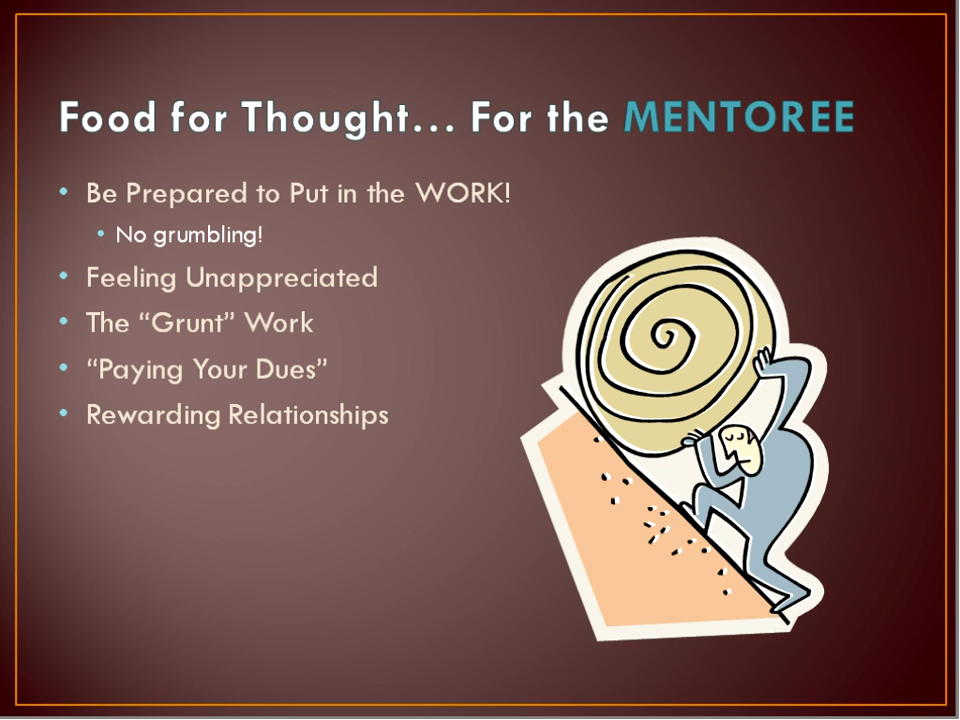 Food for Thought… For the MENTOREE
• Be Prepared to Put in the WORK!
• No grumbling!
• Feeling Unappreciated
• The “Grunt” Work
• “Paying Your Dues”
• Rewarding Relationships